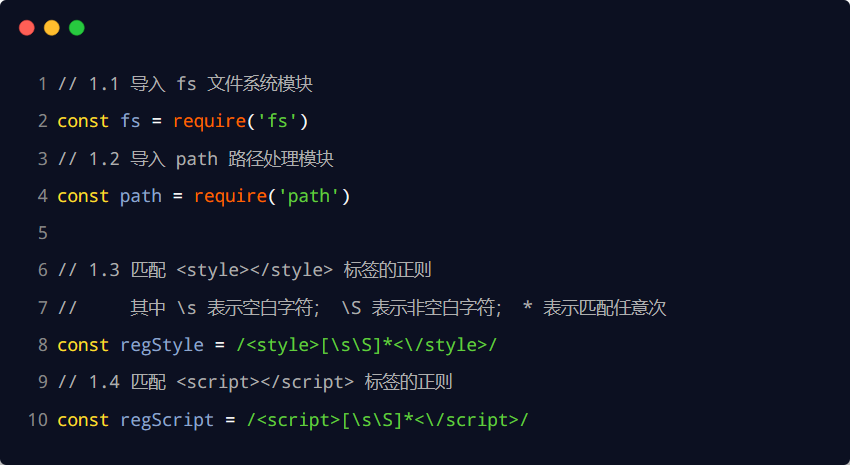 1 // 1.1 导入 fs 文件系统模块
2 const fs = require('fs')
3 // 1.2 导入 path 路径处理模块
4 const path = require('path')
5
6 // 1.3 匹配 <style></style> 标签的正则
7 //     其中 \s 表示空白字符； \S 表示非空白字符； * 表示匹配任意次
8 const regStyle = /<style>[\s\S]*<\/style>/
9 // 1.4 匹配 <script></script> 标签的正则
10 const regScript = /<script>[\s\S]*<\/script>/